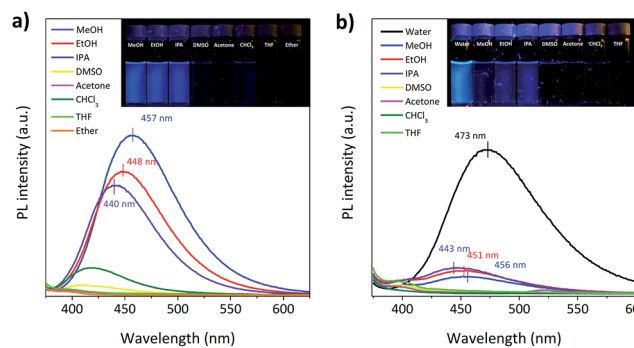 a)
MeOH
EtOH
IPA
DMSO
Acetone
CHCl3
THF
Ether
MeOH EtOH IPA DMSO Acetone CHCl3 THF Ether
457 nm
448 nm
440 nm
PL intensity (a.u.)
400 450 500 550 600
Wavelength (nm)
b)
Water
MeOH
EtOH
IPA
DMSO
Acetone
CHCl3
THF
Water MeOH EtOH IPA DMSO Acetone CHCl3 THF
473 nm
443 nm
451 nm
456 nm
PL intensity (a.u.)
400 450 500 550
Wavelength (nm)